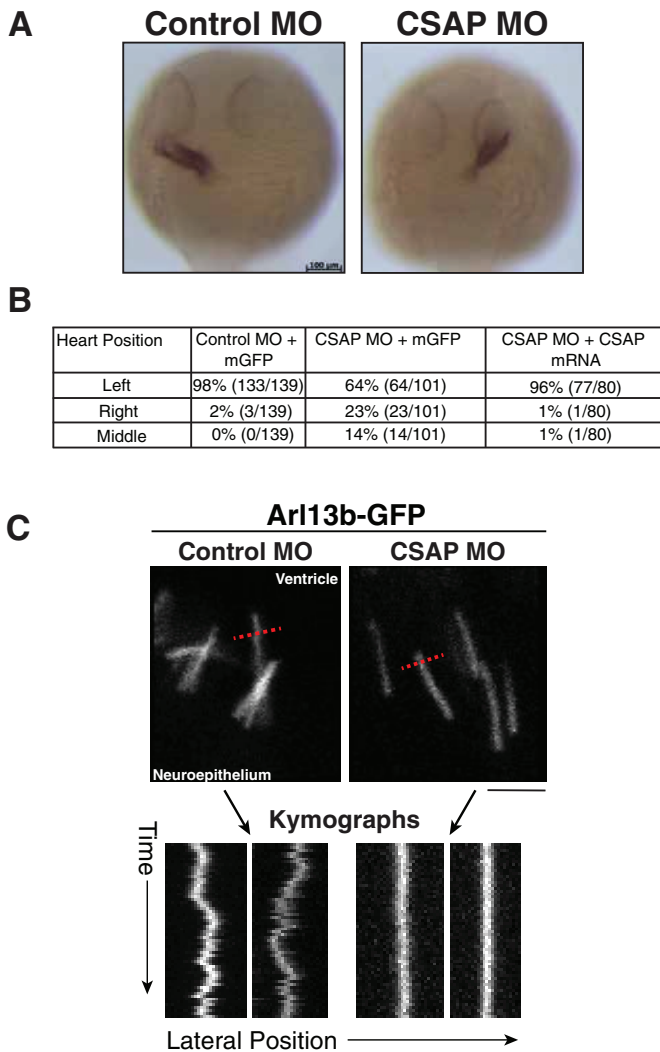 A
Control MO CSAP MO
100 µm
B
Heart Position Control MO + mGFP CSAP MO + mGFP CSAP MO + CSAP mRNA
Left 98% (133/139) 64% (64/101) 96% (77/80)
Right 2% (3/139) 23% (23/101) 1% (1/80)
Middle 0% (0/139) 14% (14/101) 1% (1/80)
C
Arl13b-GFP
Control MO CSAP MO
Ventricle
Neuroepithelium
Kymographs
Time
Lateral Position